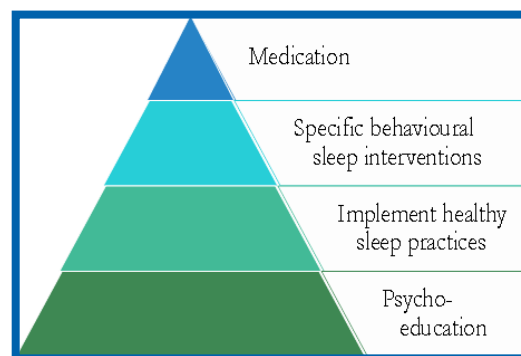 Medication
Specific behavioural
sleep interventions
Implement healthy
sleep practices
Psycho-
education